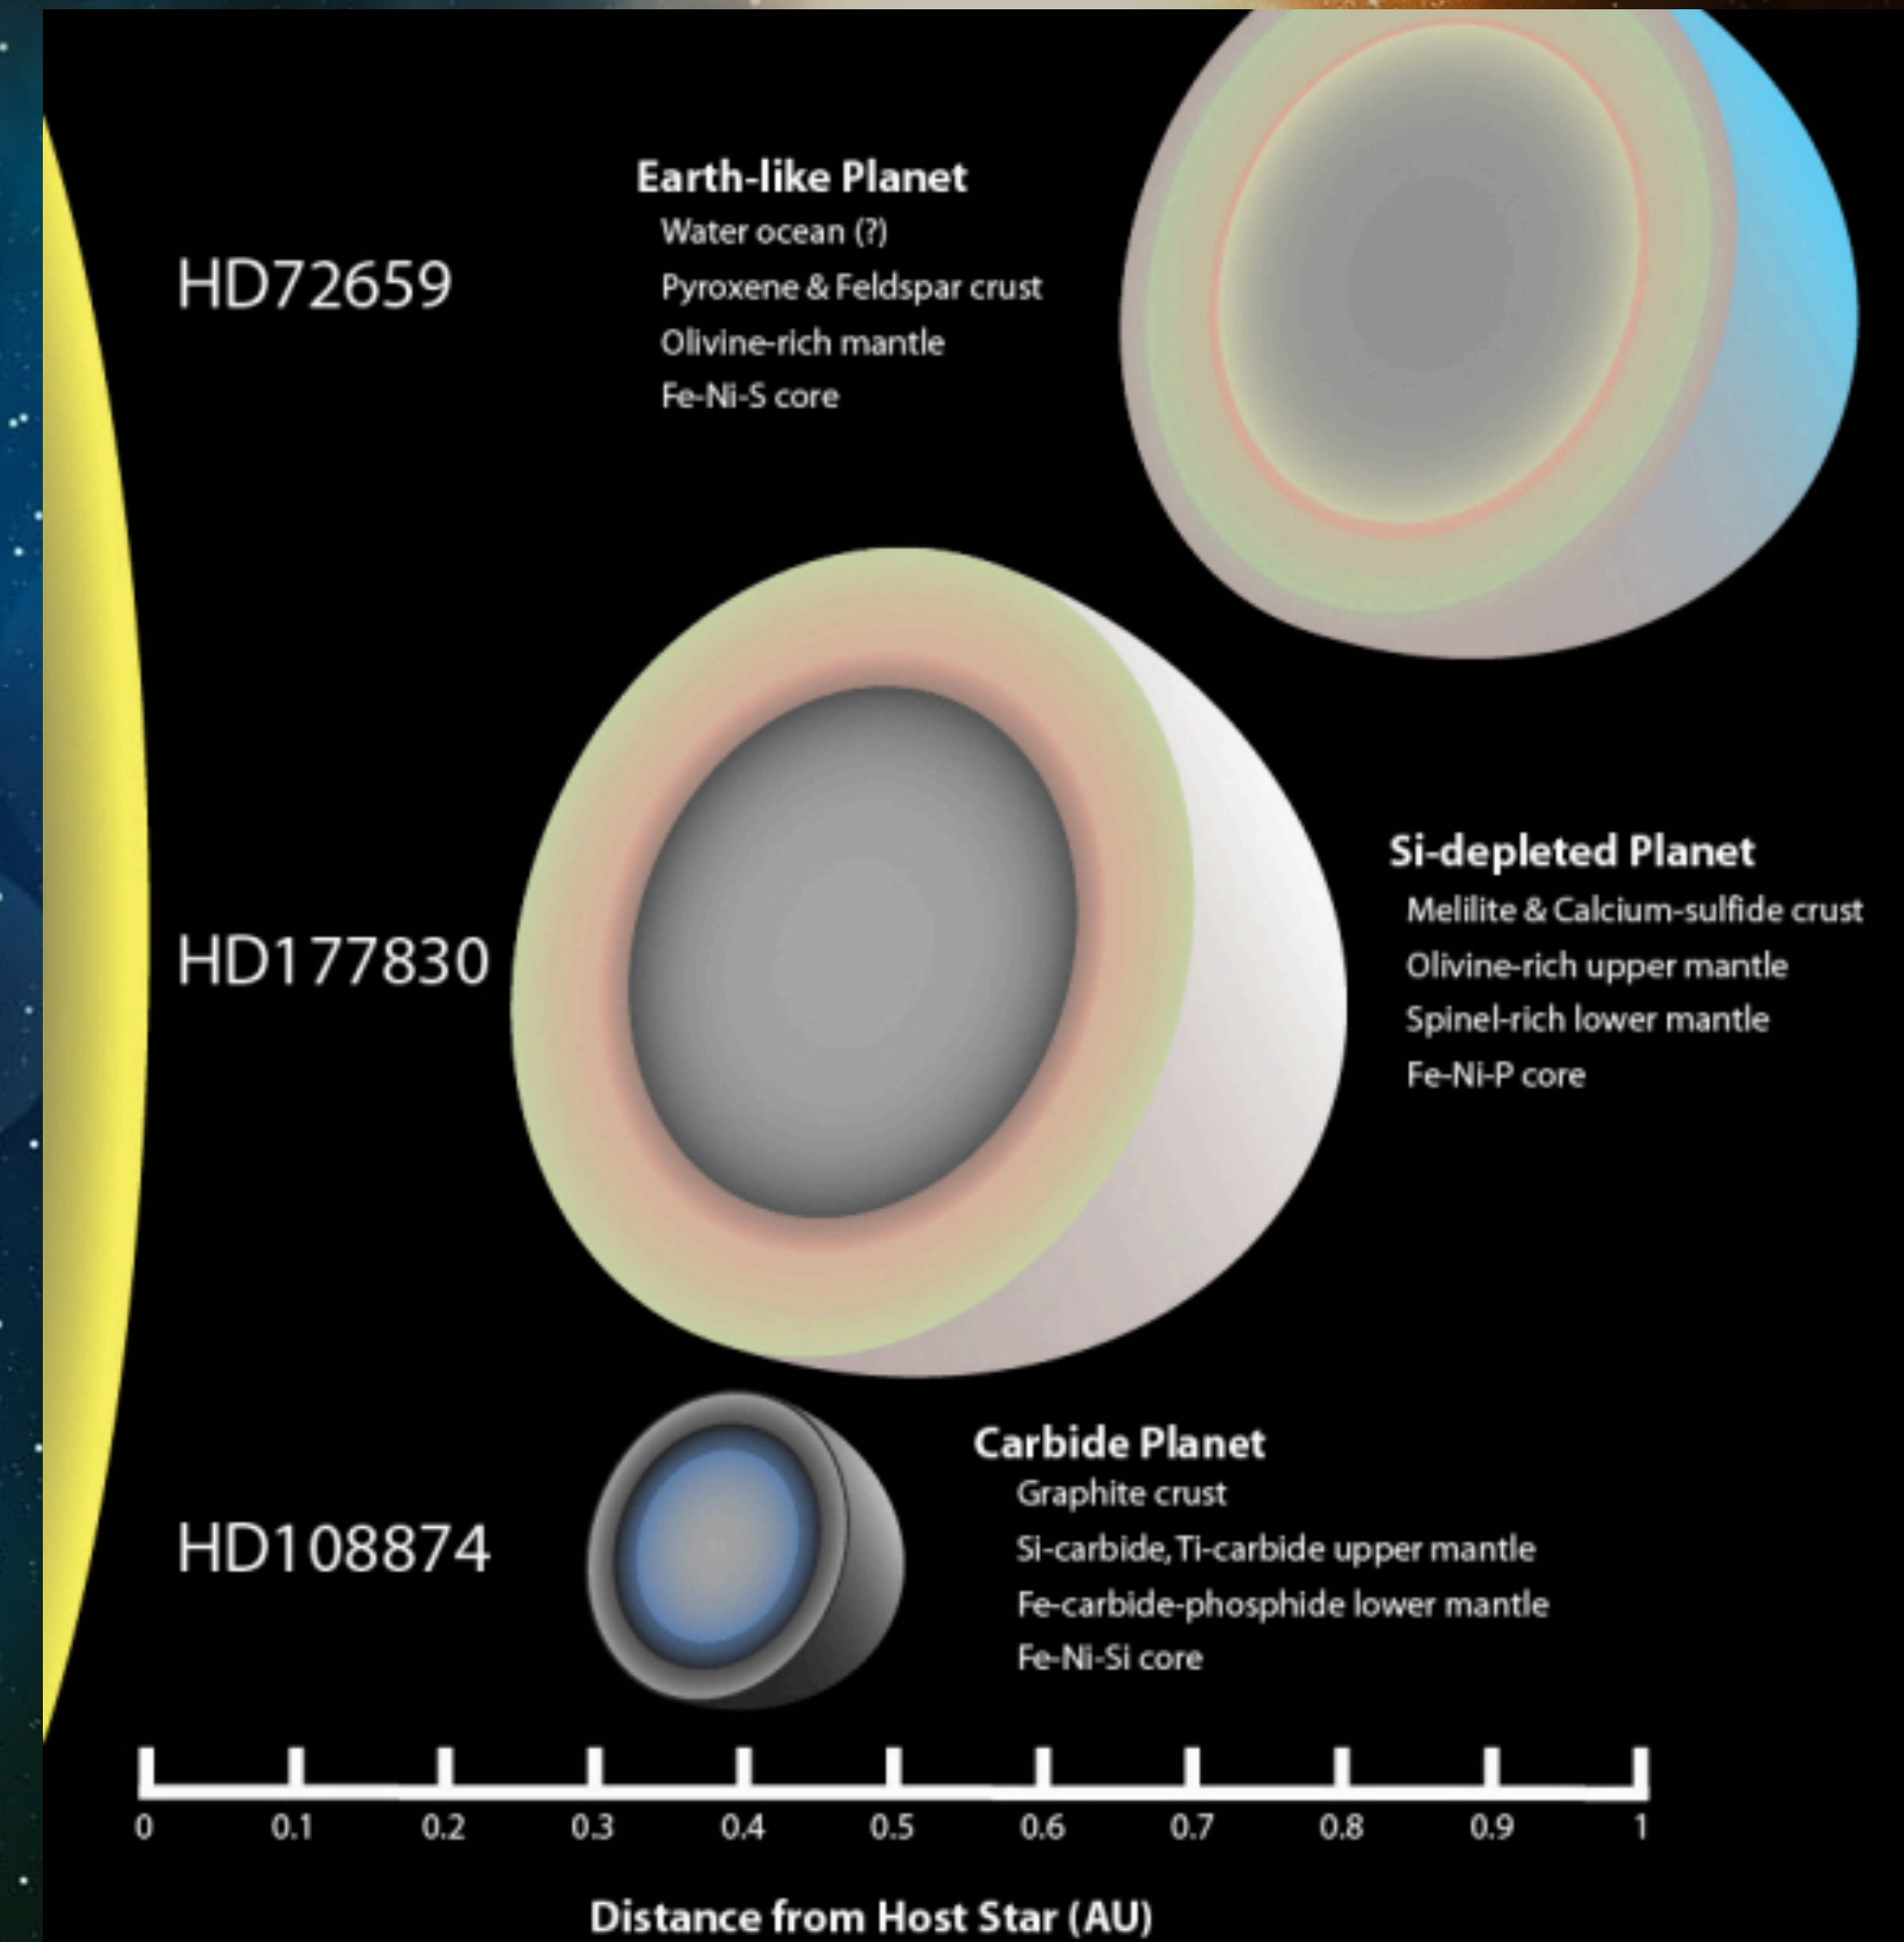 Earth-like Planet
Water ocean (?)
HD72659
Pyroxene & Feldspar crust
Olivine-rich mantle
Fe-Ni-S core
Si-depleted Planet
Melilite & Calcium-sulfide crust
HD177830
Olivine-rich upper mantle
Spinel-rich lower mantle
Fe-Ni-P core
Carbide Planet
Graphite crust
HD108874
Si-carbide, Ti-carbide upper mantle
Fe-carbide-phosphide lower mantle
Fe-Ni-Si core
0 0.1 0.2 0.3 0.4 0.5 0.6 0.7 0.8 0.9 1
Distance from Host Star (AU)